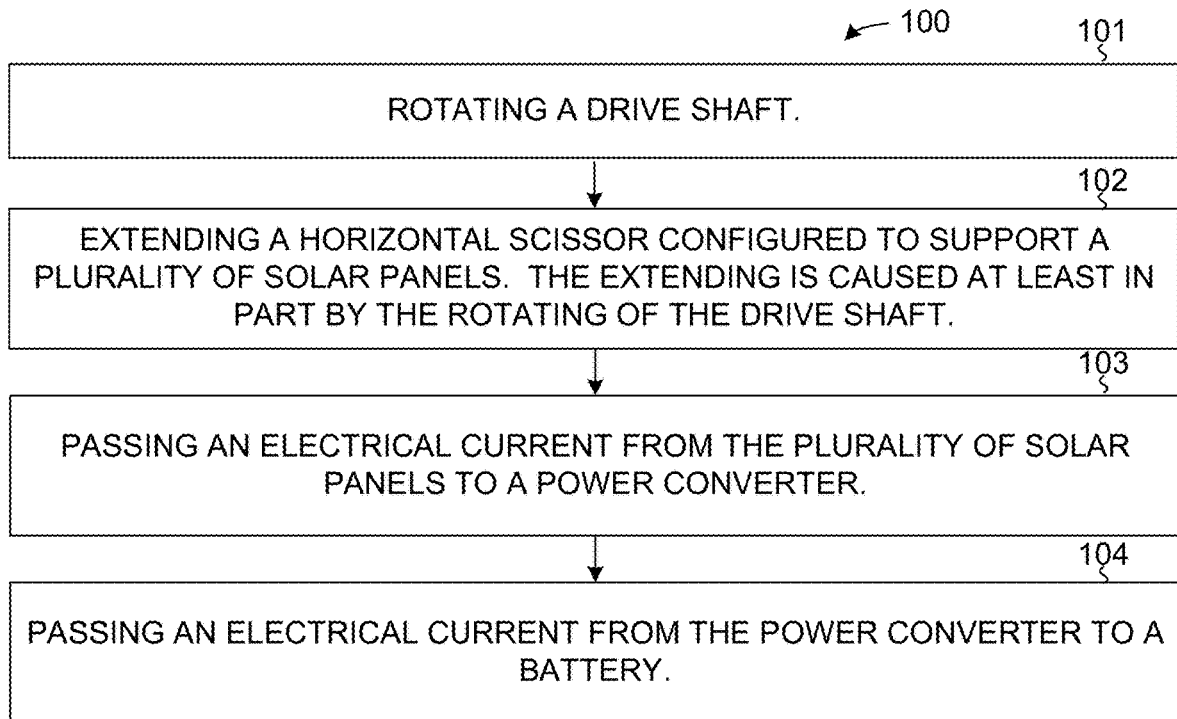 100
101
ROTATING A DRIVE SHAFT.
102
EXTENDING A HORIZONTAL SCISSOR CONFIGURED TO SUPPORT A
PLURALITY OF SOLAR PANELS. THE EXTENDING IS CAUSED AT LEAST IN
PART BY THE ROTATING OF THE DRIVE SHAFT.
103
PASSING AN ELECTRICAL CURRENT FROM THE PLURALITY OF SOLAR
PANELS TO A POWER CONVERTER.
104
PASSING AN ELECTRICAL CURRENT FROM THE POWER CONVERTER TO A
BATTERY.